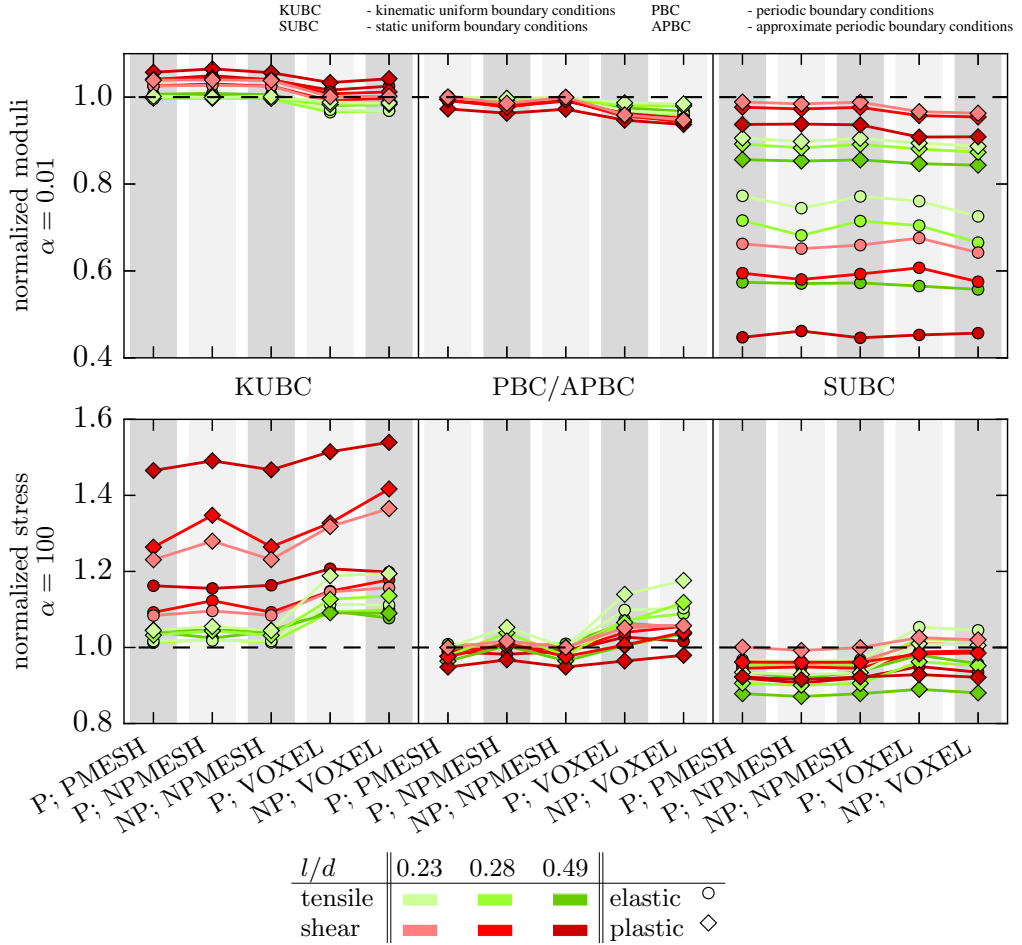 KUBC - kinematic uniform boundary conditions PBC - periodic boundary conditions
SUBC - static uniform boundary conditions APBC - approximate periodic boundary conditions
normalized moduli
α = 0.01
1.0
0.8
0.6
0.4
KUBC PBC/APBC SUBC
normalized stress
α = 100
1.6
1.4
1.2
1.0
0.8
P; PMESH
P; NPMESH
NP; NPMESH
P; VOXEL
NP; VOXEL
P; PMESH
P; NPMESH
NP; NPMESH
P; VOXEL
NP; VOXEL
P; PMESH
P; NPMESH
NP; NPMESH
P; VOXEL
NP; VOXEL
l/d 0.23 0.28 0.49
tensile elastic
shear plastic